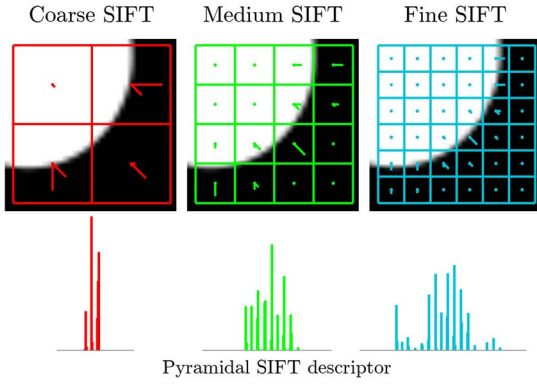 Coarse SIFT
Medium SIFT
Fine SIFT
Pyramidal SIFT descriptor